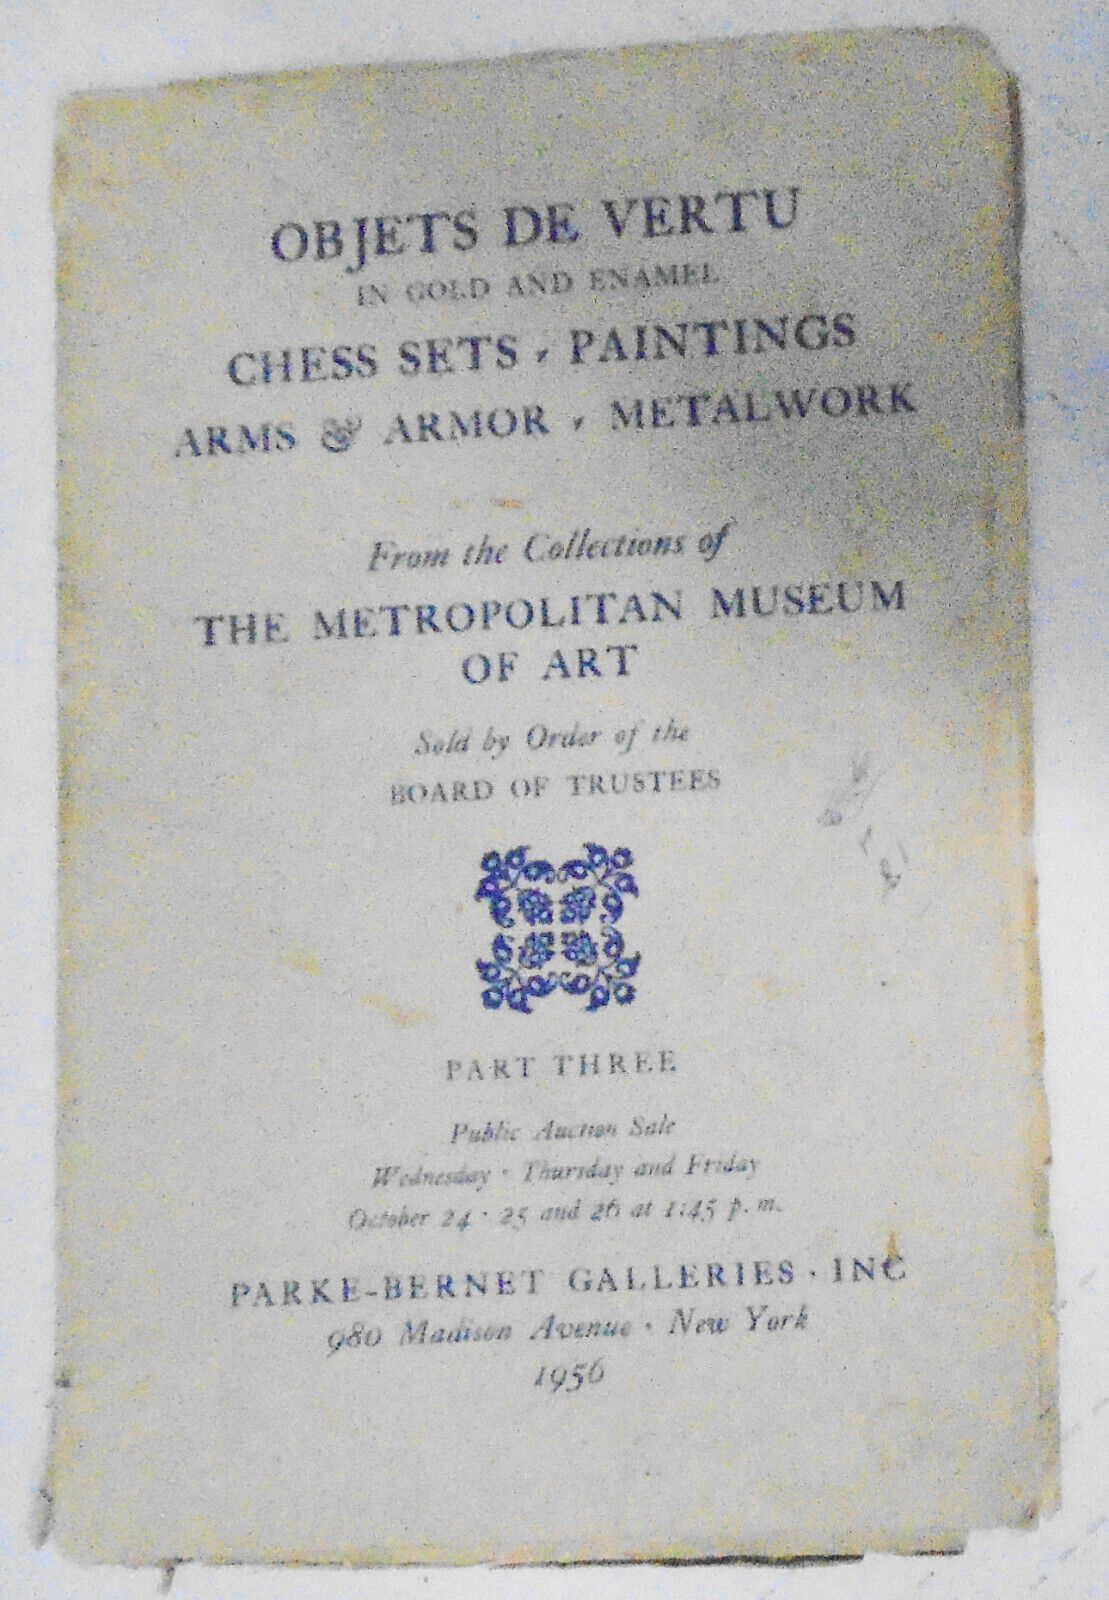 OBJETS DE VERTU
IN GOLD AND ENAMEL
CHESS SETS · PAINTINGS
ARMS & ARMOR · METALWORK
From the Collections of
THE METROPOLITAN MUSEUM
OF ART
Sold by Order of the
BOARD OF TRUSTEES
PART THREE
Public Auction Sale
Wednesday · Thursday and Friday
October 24 · 25 and 26 at 1:45 p.m.
PARKE-BERNET GALLERIES · INC
980 Madison Avenue · New York
1956